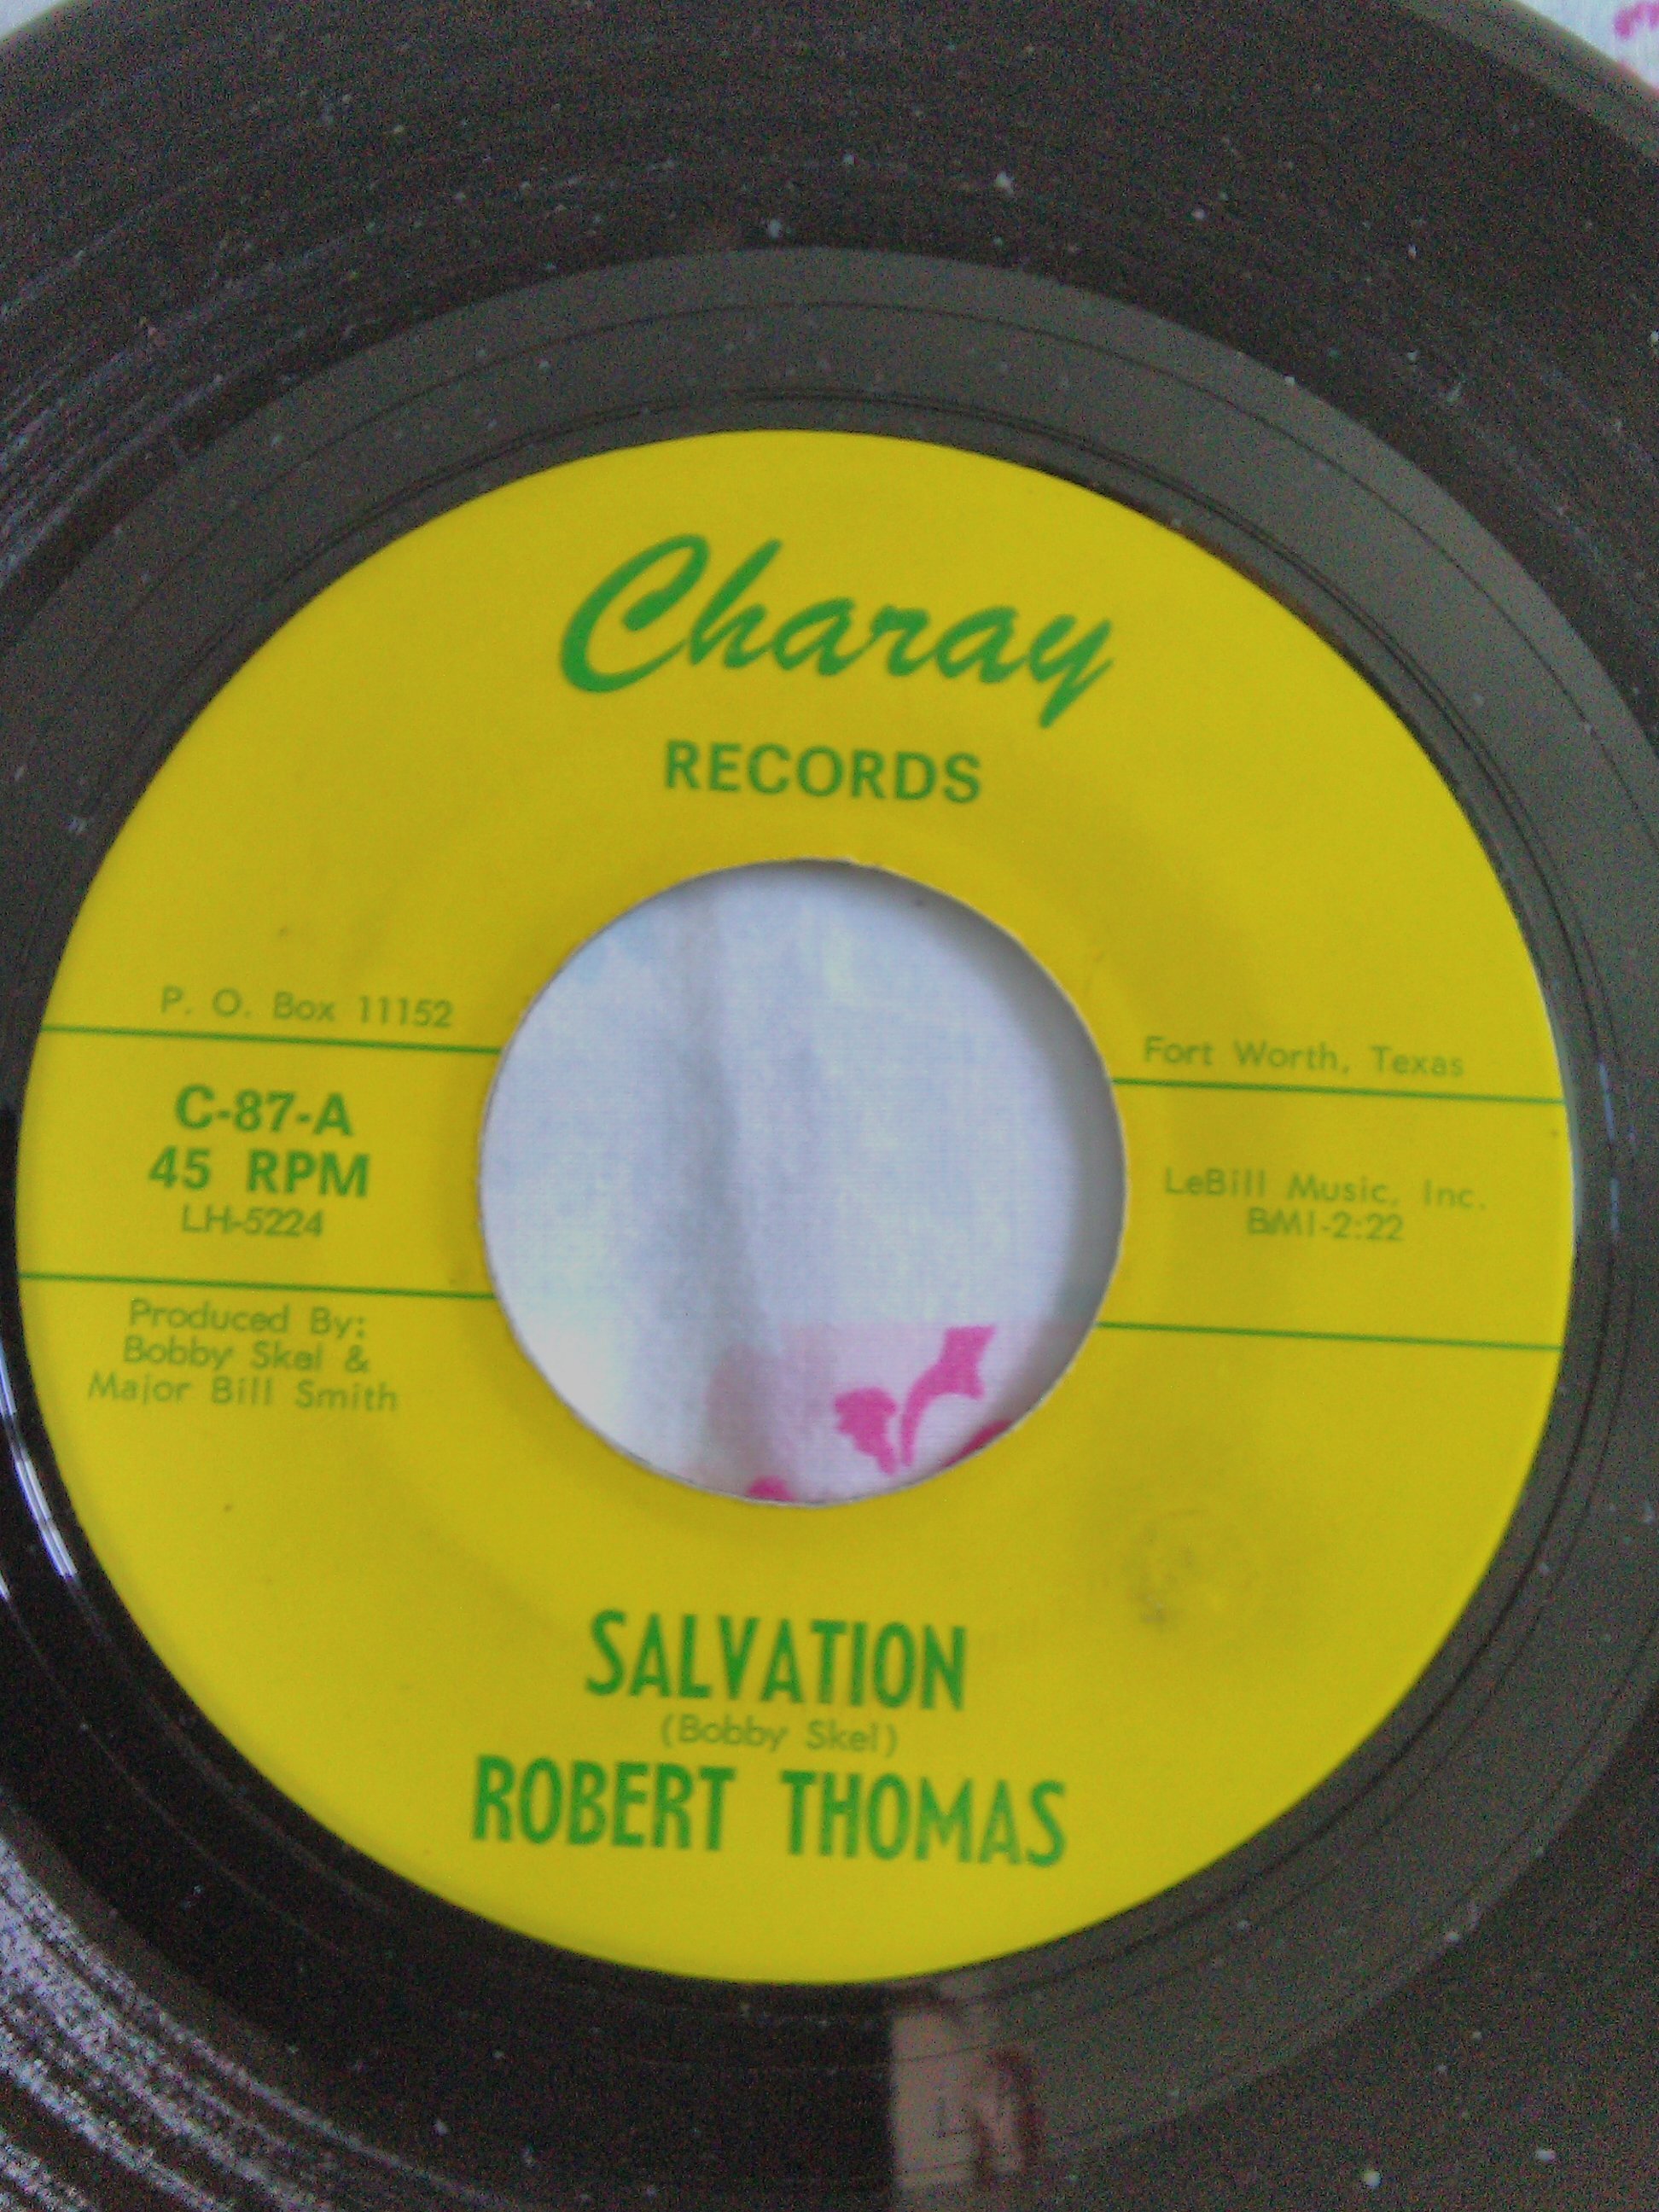 Charay
RECORDS
P. O. Box 11152
Fort Worth, Texas
C-87-A
45 RPM
LH-5224
LeBill Music, Inc.
BMI-2:22
Produced By:
Bobby Skel &
Major Bill Smith
SALVATION
(Bobby Skel)
ROBERT THOMAS